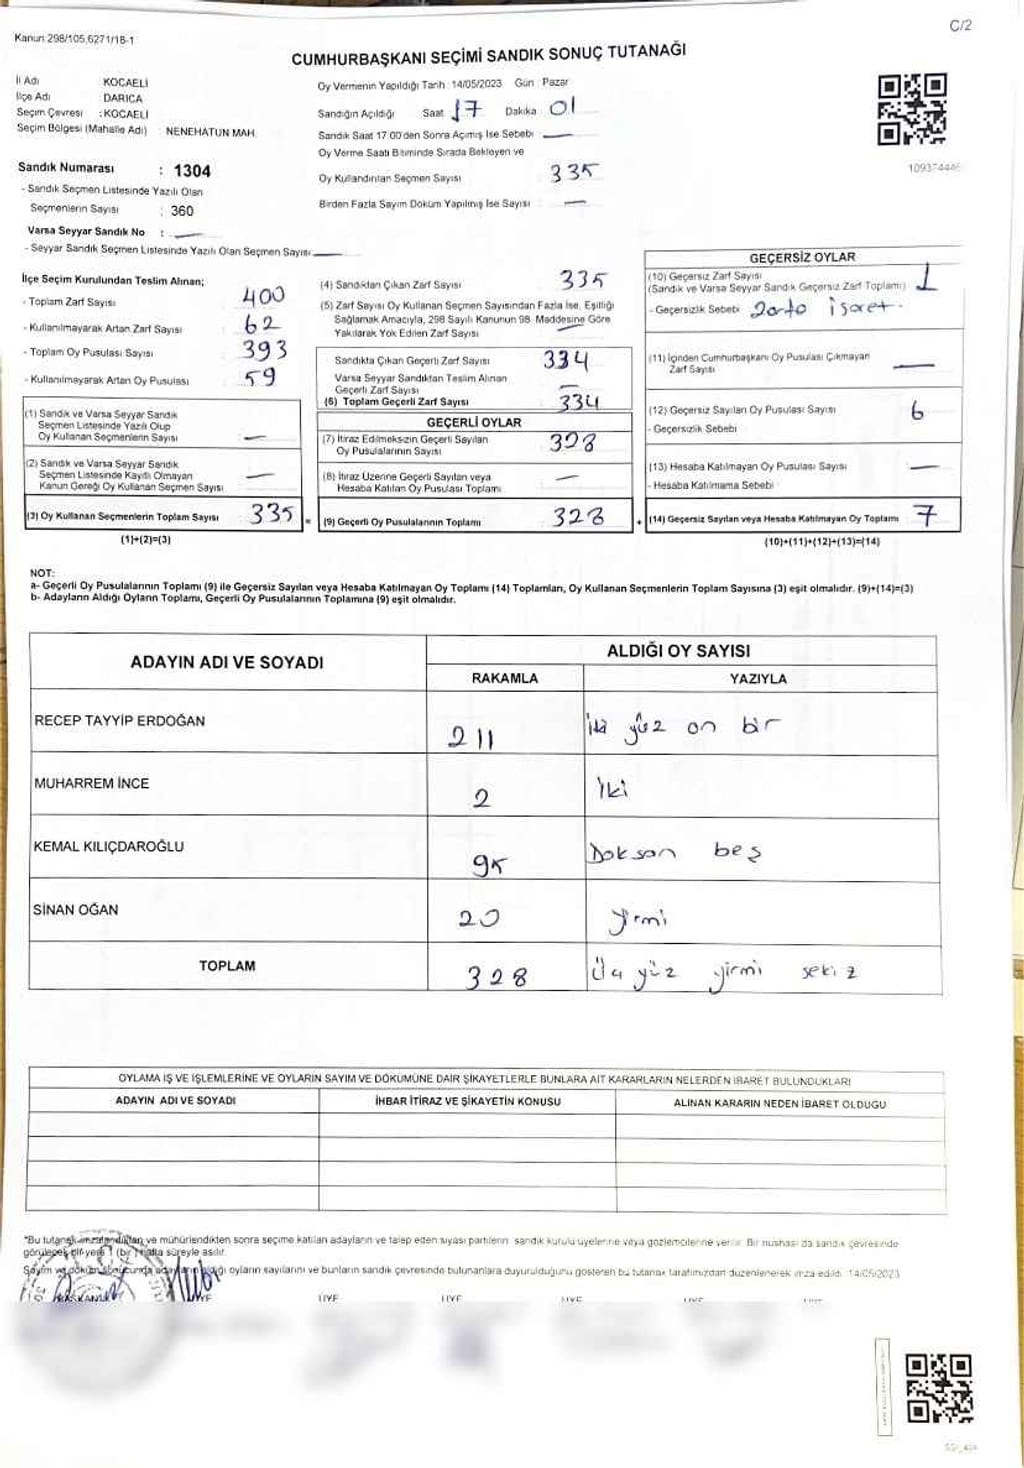 C/2
Kanun:298/105,6271/18-1
CUMHURBAŞKANI SEÇİMİ SANDIK SONUÇ TUTANAĞI
İl Adı KOCAELİ
İlçe Adı DARICA
Seçim Çevresi : KOCAELİ
Seçim Bölgesi (Mahalle Adı) : NENEHATUN MAH.
Sandık Numarası : 1304
- Sandık Seçmen Listesinde Yazılı Olan
Seçmenlerin Sayısı : 360
Varsa Seyyar Sandık No : —
- Seyyar Sandık Seçmen Listesinde Yazılı Olan Seçmen Sayısı: —
Oy Vermenin Yapıldığı Tarih :14/05/2023 Gün : Pazar
Sandığın Açıldığı Saat 17 Dakika 01
Sandık Saat 17:00'den Sonra Açılmış İse Sebebi —
Oy Verme Saati Bitiminde Sırada Bekleyen ve
Oy Kullandırılan Seçmen Sayısı 335
Birden Fazla Sayım Döküm Yapılmış İse Sayısı : —
109374446
İlçe Seçim Kurulundan Teslim Alınan;
- Toplam Zarf Sayısı 400
- Kullanılmayarak Artan Zarf Sayısı 62
- Toplam Oy Pusulası Sayısı 393
- Kullanılmayarak Artan Oy Pusulası 59
(1) Sandık ve Varsa Seyyar Sandık
Seçmen Listesinde Yazılı Olup
Oy Kullanan Seçmenlerin Sayısı —
(2) Sandık ve Varsa Seyyar Sandık
Seçmen Listesinde Kayıtlı Olmayan
Kanun Gereği Oy Kullanan Seçmen Sayısı —
(3) Oy Kullanan Seçmenlerin Toplam Sayısı 335 =
(1)+(2)=(3)
(4) Sandıktan Çıkan Zarf Sayısı 335
(5) Zarf Sayısı Oy Kullanan Seçmen Sayısından Fazla İse, Eşitliği
Sağlamak Amacıyla, 298 Sayılı Kanunun 98. Maddesine Göre
Yakılarak Yok Edilen Zarf Sayısı —
Sandıkta Çıkan Geçerli Zarf Sayısı 334
Varsa Seyyar Sandıktan Teslim Alınan
Geçerli Zarf Sayısı —
(6) Toplam Geçerli Zarf Sayısı 334
GEÇERLİ OYLAR
(7) İtiraz Edilmeksizin Geçerli Sayılan
Oy Pusulalarının Sayısı 328
(8) İtiraz Üzerine Geçerli Sayılan veya
Hesaba Katılan Oy Pusulası Toplamı —
(9) Geçerli Oy Pusulalarının Toplamı 328 +
GEÇERSİZ OYLAR
(10) Geçersiz Zarf Sayısı 1
(Sandık ve Varsa Seyyar Sandık Geçersiz Zarf Toplamı)
- Geçersizlik Sebebi işaret.
(11) İçinden Cumhurbaşkanı Oy Pusulası Çıkmayan
Zarf Sayısı —
(12) Geçersiz Sayılan Oy Pusulası Sayısı 6
- Geçersizlik Sebebi
(13) Hesaba Katılmayan Oy Pusulası Sayısı —
- Hesaba Katılmama Sebebi
(14) Geçersiz Sayılan veya Hesaba Katılmayan Oy Toplamı 7
(10)+(11)+(12)+(13)=(14)
NOT:
a- Geçerli Oy Pusulalarının Toplamı (9) ile Geçersiz Sayılan veya Hesaba Katılmayan Oy Toplamı (14) Toplamları, Oy Kullanan Seçmenlerin Toplam Sayısına (3) eşit olmalıdır. (9)+(14)=(3)
b- Adayların Aldığı Oyların Toplamı, Geçerli Oy Pusulalarının Toplamına (9) eşit olmalıdır.
ADAYIN ADI VE SOYADI ALDIĞI OY SAYISI
RAKAMLA YAZIYLA
RECEP TAYYİP ERDOĞAN 211 iki yüz on bir
MUHARREM İNCE 2 İki
KEMAL KILIÇDAROĞLU 95 Doksan beş
SİNAN OĞAN 20 yirmi
TOPLAM 328 Üç yüz yirmi sekiz
OYLAMA İŞ VE İŞLEMLERİNE VE OYLARIN SAYIM VE DÖKÜMÜNE DAİR ŞİKAYETLERLE BUNLARA AİT KARARLARIN NELERDEN İBARET BULUNDUKLARI
ADAYIN ADI VE SOYADI İHBAR İTİRAZ VE ŞİKAYETİN KONUSU ALINAN KARARIN NEDEN İBARET OLDUĞU
"Bu tutanak imzalandıktan ve mühürlendikten sonra seçime katılan adayların ve talep eden siyasi partilerin sandık kurulu üyelerine veya gözlemcilerine verilir. Bir nüshası da sandık çevresinde
görülecek bir yere 1 (bir) hafta süreyle asılır.
Sayım ve döküm sonucunda adayların aldığı oyların sayılarını ve bunların sandık çevresinde bulunanlara duyurulduğunu gösteren bu tutanak tarafımızdan düzenlenerek imza edildi. 14/05/2023
BAŞKAN ÜYE ÜYE ÜYE ÜYE ÜYE